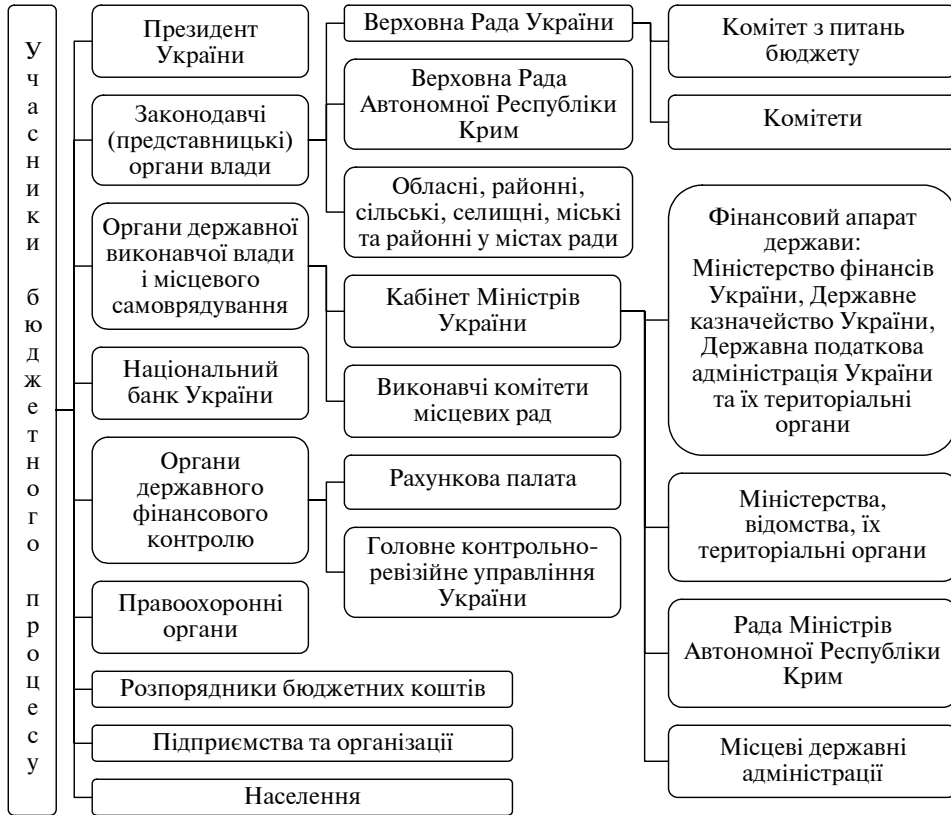 Учасники бюджетного процесу
Президент
України
Законодавчі
(представницькі)
органи влади
Органи державної
виконавчої влади
і місцевого
самоврядування
Національний
банк України
Органи
державного
фінансового
контролю
Правоохоронні
органи
Розпорядники бюджетних коштів
Підприємства та організації
Населення
Верховна Рада України
Верховна Рада
Автономної Республіки
Крим
Обласні, районні,
сільські, селищні, міські
та районні у містах ради
Кабінет Міністрів
України
Виконавчі комітети
місцевих рад
Рахункова палата
Головне контрольно-
ревізійне управління
України
Комітет з питань
бюджету
Комітети
Фінансовий апарат
держави:
Міністерство фінансів
України, Державне
казначейство України,
Державна податкова
адміністрація України
та їх територіальні
органи
Міністерства,
відомства, їх
територіальні органи
Рада Міністрів
Автономної Республіки
Крим
Місцеві державні
адміністрації